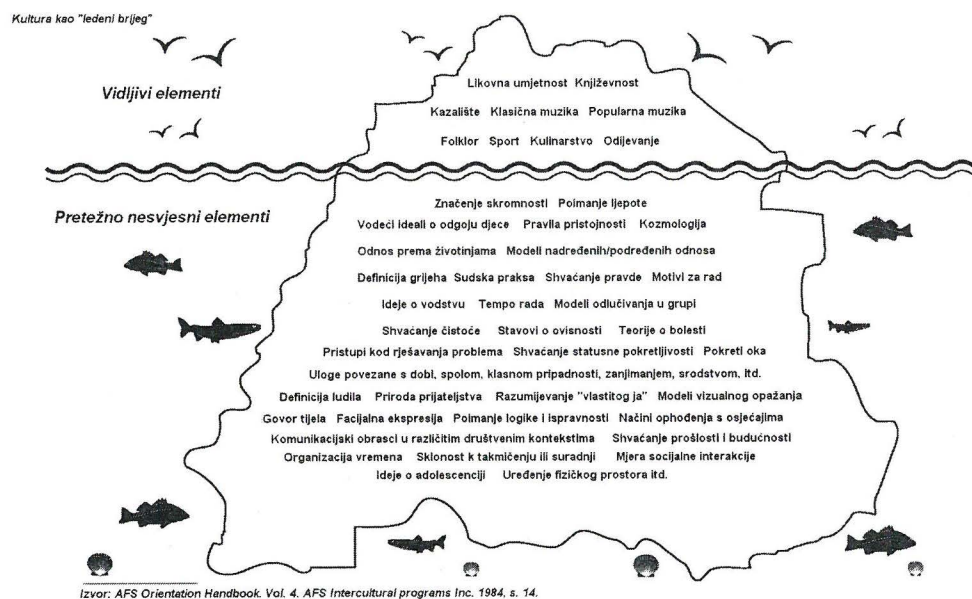 Kultura kao "ledeni brijeg"
Vidljivi elementi
Likovna umjetnost Književnost
Kazalište Klasična muzika Popularna muzika
Folklor Sport Kulinarstvo Odijevanje
Pretežno nesvjesni elementi
Značenje skromnosti Poimanje ljepote
Vodeći ideali o odgoju djece Pravila pristojnosti Kozmologija
Odnos prema životinjama Modeli nadređenih/podređenih odnosa
Definicija grijeha Sudska praksa Shvaćanje pravde Motivi za rad
Ideje o vodstvu Tempo rada Modeli odlučivanja u grupi
Shvaćanje čistoće Stavovi o ovisnosti Teorije o bolesti
Pristupi kod rješavanja problema Shvaćanje statusne pokretljivosti Pokreti oka
Uloge povezane s dobi, spolom, klasnom pripadnosti, zanjimanjem, srodstvom, itd.
Definicija ludila Priroda prijateljstva Razumijevanje "vlastitog ja" Modeli vizualnog opažanja
Govor tijela Facijalna ekspresija Poimanje logike i ispravnosti Načini ophođenja s osjećajima
Komunikacijski obrasci u različitim društvenim kontekstima Shvaćanje prošlosti i budućnosti
Organizacija vremena Sklonost k takmičenju ili suradnji Mjera socijalne interakcije
Ideje o adolescenciji Uređenje fizičkog prostora itd.
Izvor: AFS Orientation Handbook. Vol. 4. AFS Intercultural programs Inc. 1984, s. 14.